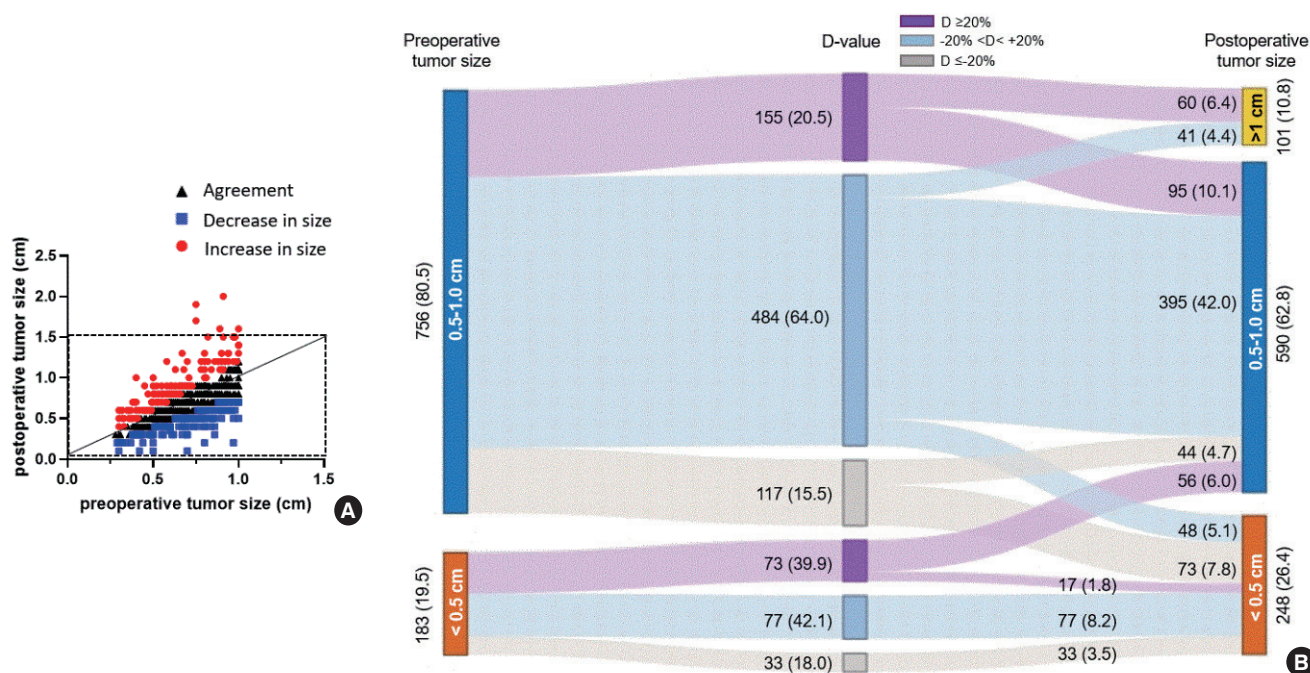 Agreement
Decrease in size
Increase in size
postoperative tumor size (cm)
2.5
2.0
1.5
1.0
0.5
0.0
0.0
0.5
1.0
1.5
preoperative tumor size (cm)
A
D ≥20%
-20% <D< +20%
D ≤-20%
Preoperative
tumor size
D-value
Postoperative
tumor size
756 (80.5)
0.5-1.0 cm
183 (19.5)
< 0.5 cm
155 (20.5)
484 (64.0)
117 (15.5)
73 (39.9)
77 (42.1)
33 (18.0)
60 (6.4)
41 (4.4)
95 (10.1)
395 (42.0)
44 (4.7)
56 (6.0)
48 (5.1)
73 (7.8)
17 (1.8)
77 (8.2)
33 (3.5)
>1 cm
101 (10.8)
0.5-1.0 cm
590 (62.8)
< 0.5 cm
248 (26.4)
B